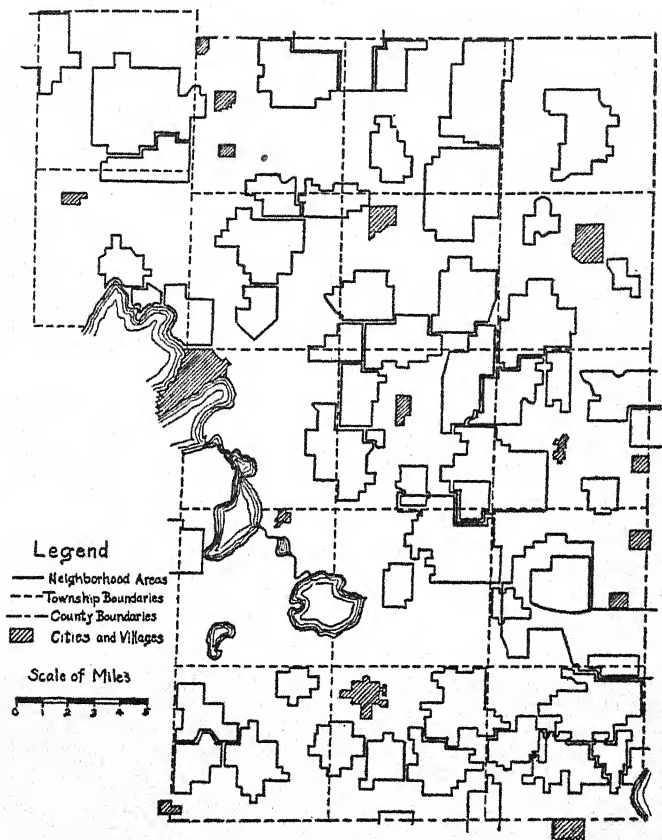 Legend
Neighborhood Areas
Township Boundaries
County Boundaries
Cities and Villages
Scale of Miles
0 1 2 3 4 5